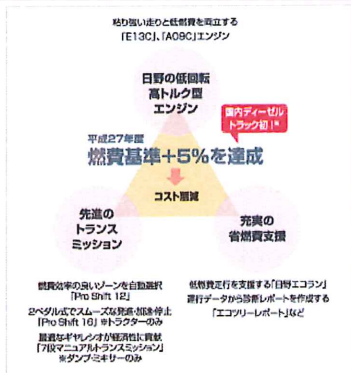 粘り強い走りと低燃費を両立する
「E13C」、「A09C」エンジン
日野の低回転
高トルク型
エンジン
国内ディーゼル
トラック初!*
平成27年度
燃費基準+5%を達成
コスト削減
先進の
トランス
ミッション
充実の
省燃費支援
燃費効率の良いゾーンを自動選択
「Pro Shift 12」
2ペダル式でスムーズな発進・加速・停止
「Pro Shift 16」※トラクターのみ
最適なギヤレシオが経済性に貢献
「7段マニュアルトランスミッション」
※ダンプ・ミキサーのみ
低燃費走行を支援する「日野エコラン」
運行データから診断レポートを作成する
「エコツリーレポート」など